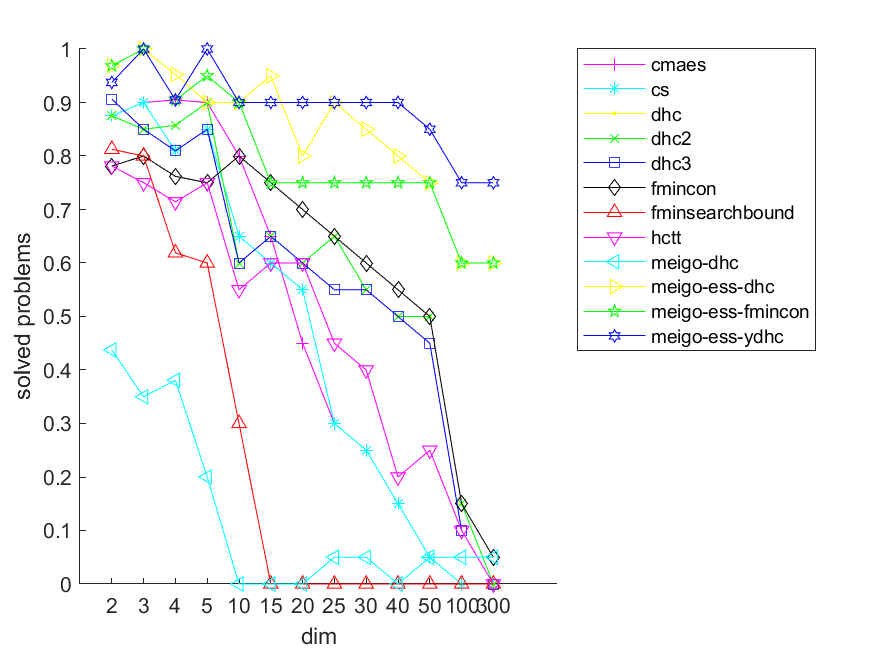 1
0.9
0.8
0.7
0.6
0.5
0.4
0.3
0.2
0.1
0
solved problems
2 3 4 5 10 15 20 25 30 40 50 100 300
dim
cmaes
cs
dhc
dhc2
dhc3
fmincon
fminsearchbound
hctt
meigo-dhc
meigo-ess-dhc
meigo-ess-fmincon
meigo-ess-ydhc